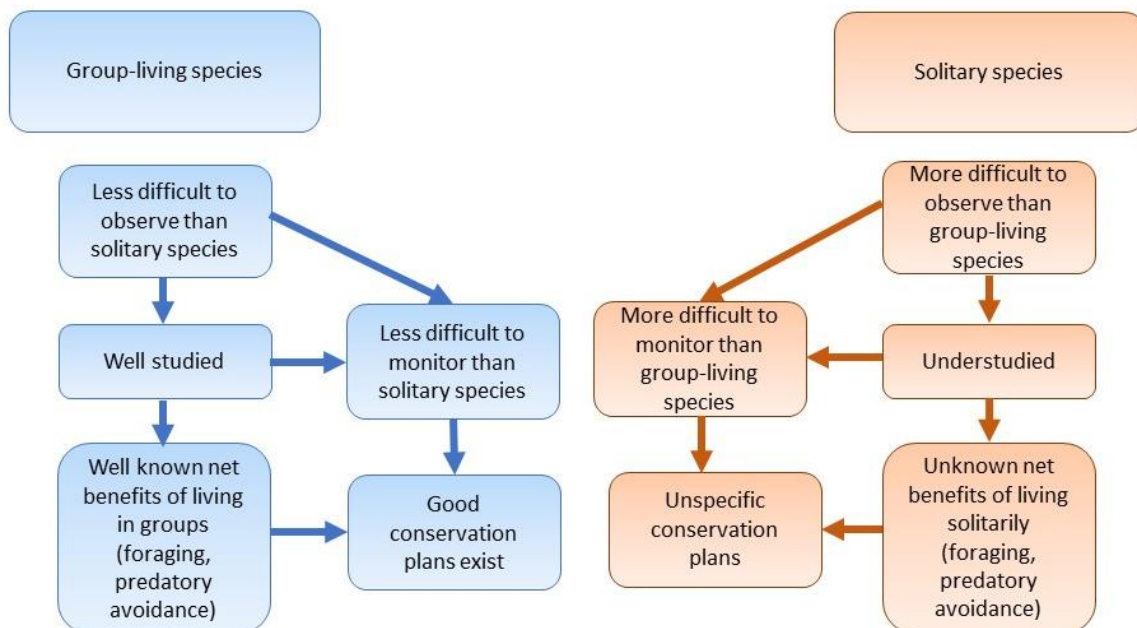 Group-living species
Solitary species
Less difficult to
observe than
solitary species
More difficult to
observe than
group-living
species
Well studied
Less difficult to
monitor than
solitary species
More difficult to
monitor than
group-living
species
Understudied
Well known net
benefits of living
in groups
(foraging,
predatory
avoidance)
Good
conservation
plans exist
Unspecific
conservation
plans
Unknown net
benefits of living
solitarily
(foraging,
predatory
avoidance)